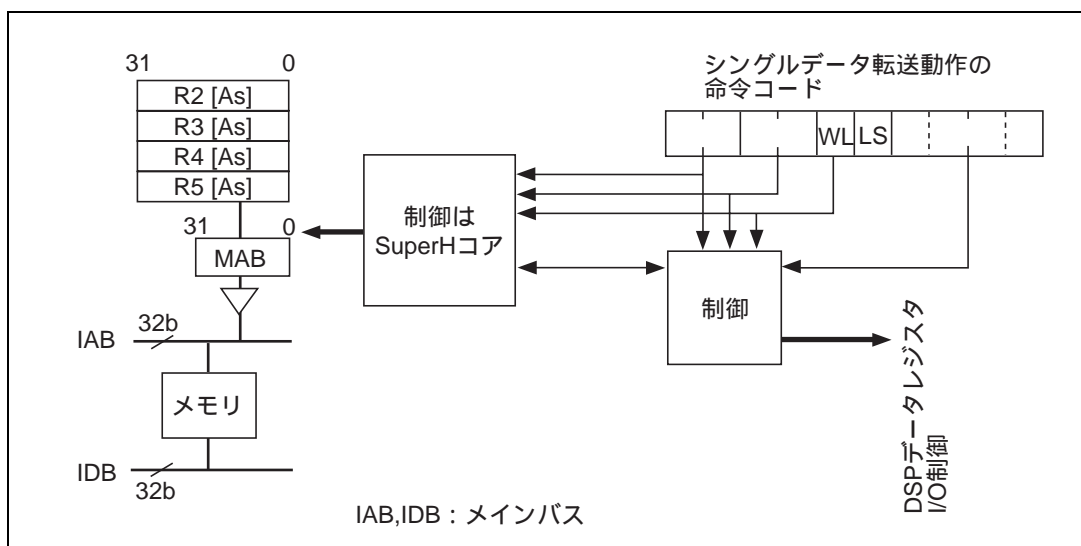 31 0
R2 [As]
R3 [As]
R4 [As]
R5 [As]
31 0
MAB
IAB
32b
メモリ
IDB
32b
制御は
SuperHコア
シングルデータ転送動作の
命令コード
WL LS
制御
DSPデータレジスタ
I/O制御
IAB,IDB：メインバス